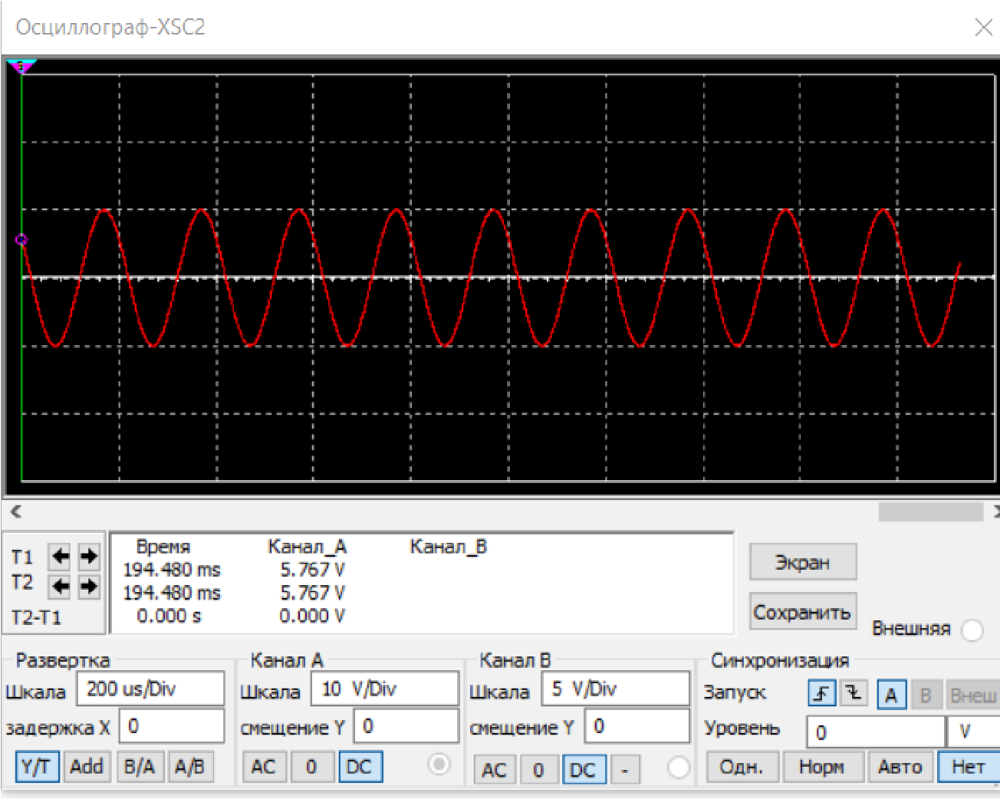 Осциллограф-XSC2
T1
T2
T2-T1
Время Канал_A Канал_B
194.480 ms 5.767 V
194.480 ms 5.767 V
0.000 s 0.000 V
Экран
Сохранить
Внешняя
Развертка
Шкала 200 us/Div
задержка X 0
Y/T Add B/A A/B
Канал A
Шкала 10 V/Div
смещение Y 0
AC 0 DC
Канал B
Шкала 5 V/Div
смещение Y 0
AC 0 DC -
Синхронизация
Запуск A B Внеш
Уровень 0 V
Одн. Норм Авто Нет